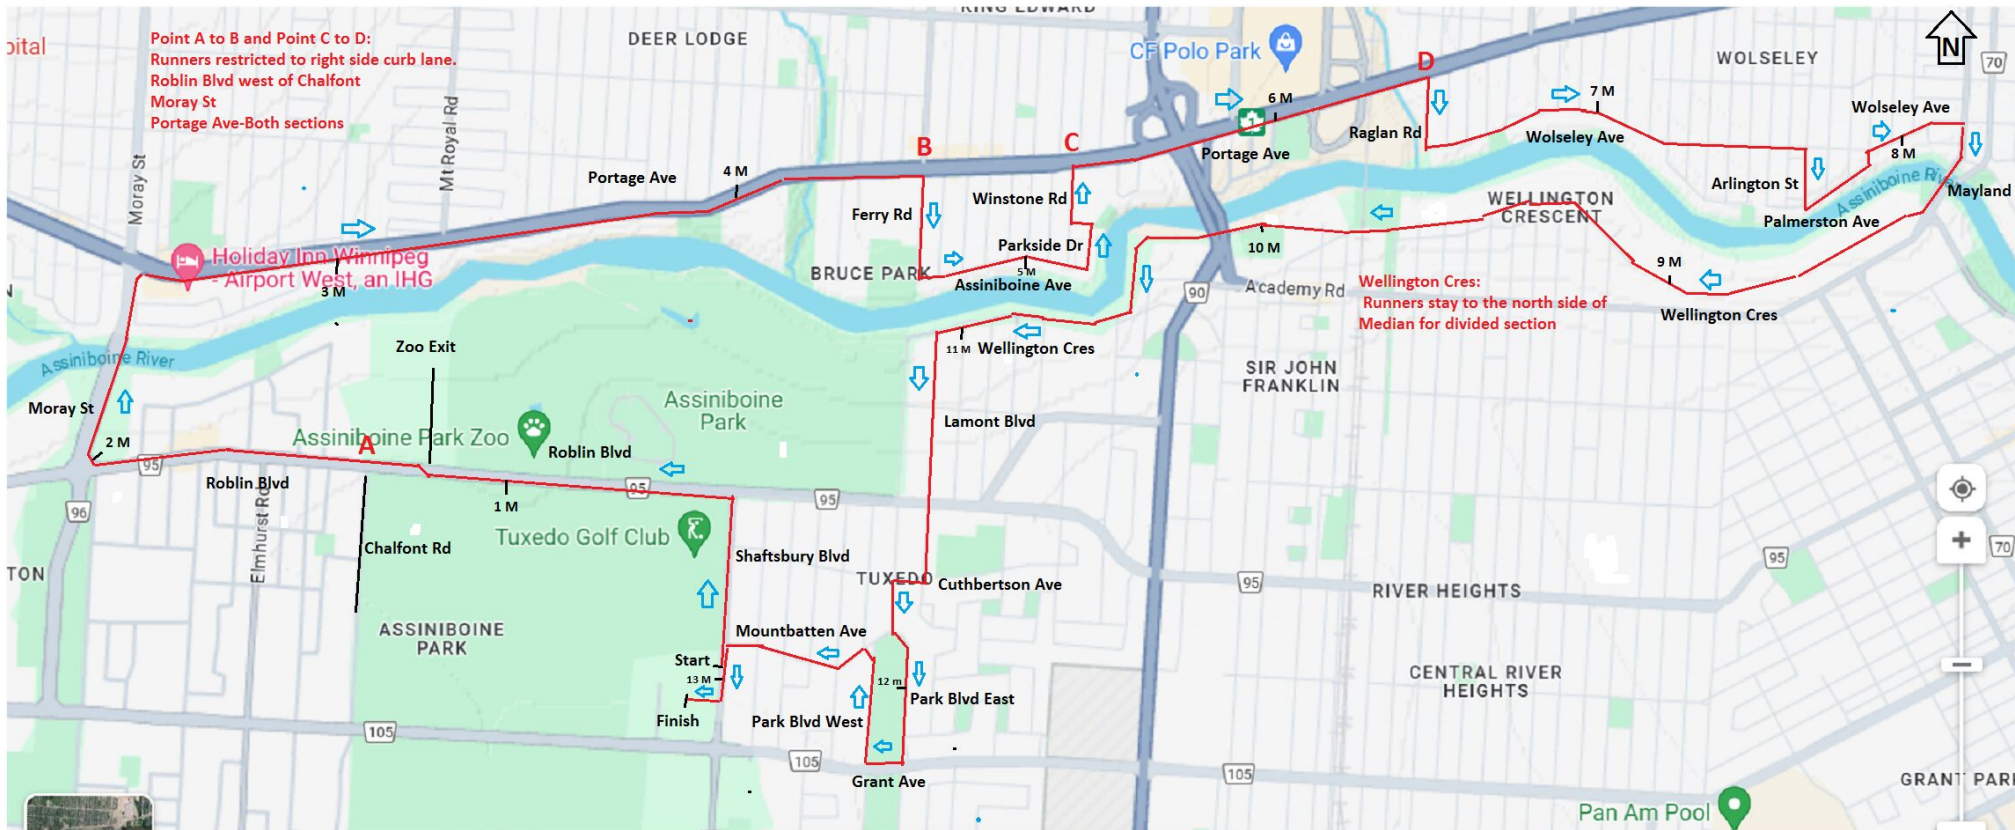 KING EDWARD
Point A to B and Point C to D:
Runners restricted to right side curb lane.
Roblin Blvd west of Chalfont
Moray St
Portage Ave-Both sections
DEER LODGE
CF Polo Park
D
WOLSELEY
N
70
pital
Moray St
Mt Royal Rd
Portage Ave
4 M
B
C
1
6 M
Portage Ave
Raglan Rd
7 M
Wolseley Ave
Wolseley Ave
8 M
Arlington St
Palmerston Ave
Assiniboine River
Mayland
Ferry Rd
Winstone Rd
Parkside Dr
5 M
Assiniboine Ave
BRUCE PARK
WELLINGTON
CRESCENT
10 M
Holiday Inn Winnipeg
- Airport West, an IHG
3 M
N
90
Academy Rd
Wellington Cres:
Runners stay to the north side of
Median for divided section
9 M
Wellington Cres
Assiniboine River
Zoo Exit
11 M
Wellington Cres
SIR JOHN
FRANKLIN
Moray St
Assiniboine
Park
Lamont Blvd
2 M
Assiniboine Park Zoo
A
Roblin Blvd
95
Roblin Blvd
95
95
1 M
96
Elmhurst Rd
Chalfont Rd
Tuxedo Golf Club
Shaftsbury Blvd
TUXEDO
Cuthbertson Ave
95
RIVER HEIGHTS
95
70
TON
ASSINIBOINE
PARK
Mountbatten Ave
Start
13 M
Finish
12 m
Park Blvd East
Park Blvd West
CENTRAL RIVER
HEIGHTS
105
105
Grant Ave
105
GRANT PARK
Pan Am Pool